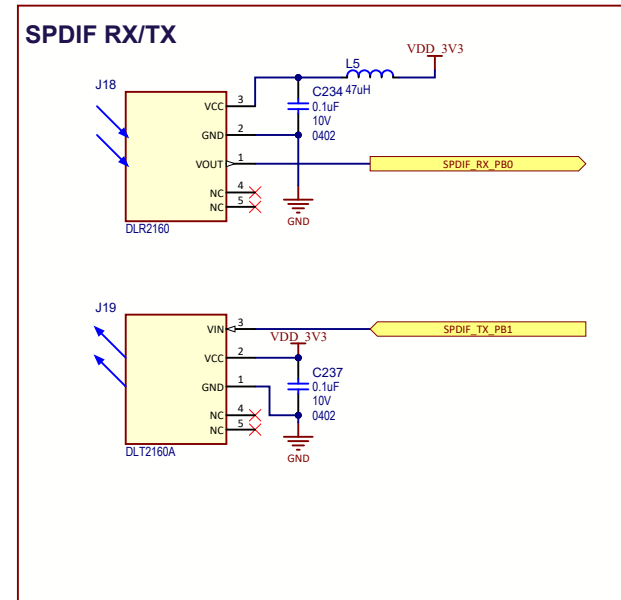 SPDIF RX/TX
VDD_3V3
L5
47uH
J18
C234
0.1uF
10V
0402
VCC 3
GND 2
VOUT 1
NC 4
NC 5
SPDIF_RX_PB0
GND
DLR2160
J19
VIN 3
SPDIF_TX_PB1
VDD_3V3
VCC 2
C237
0.1uF
10V
0402
GND 1
NC 4
NC 5
GND
DLT2160A